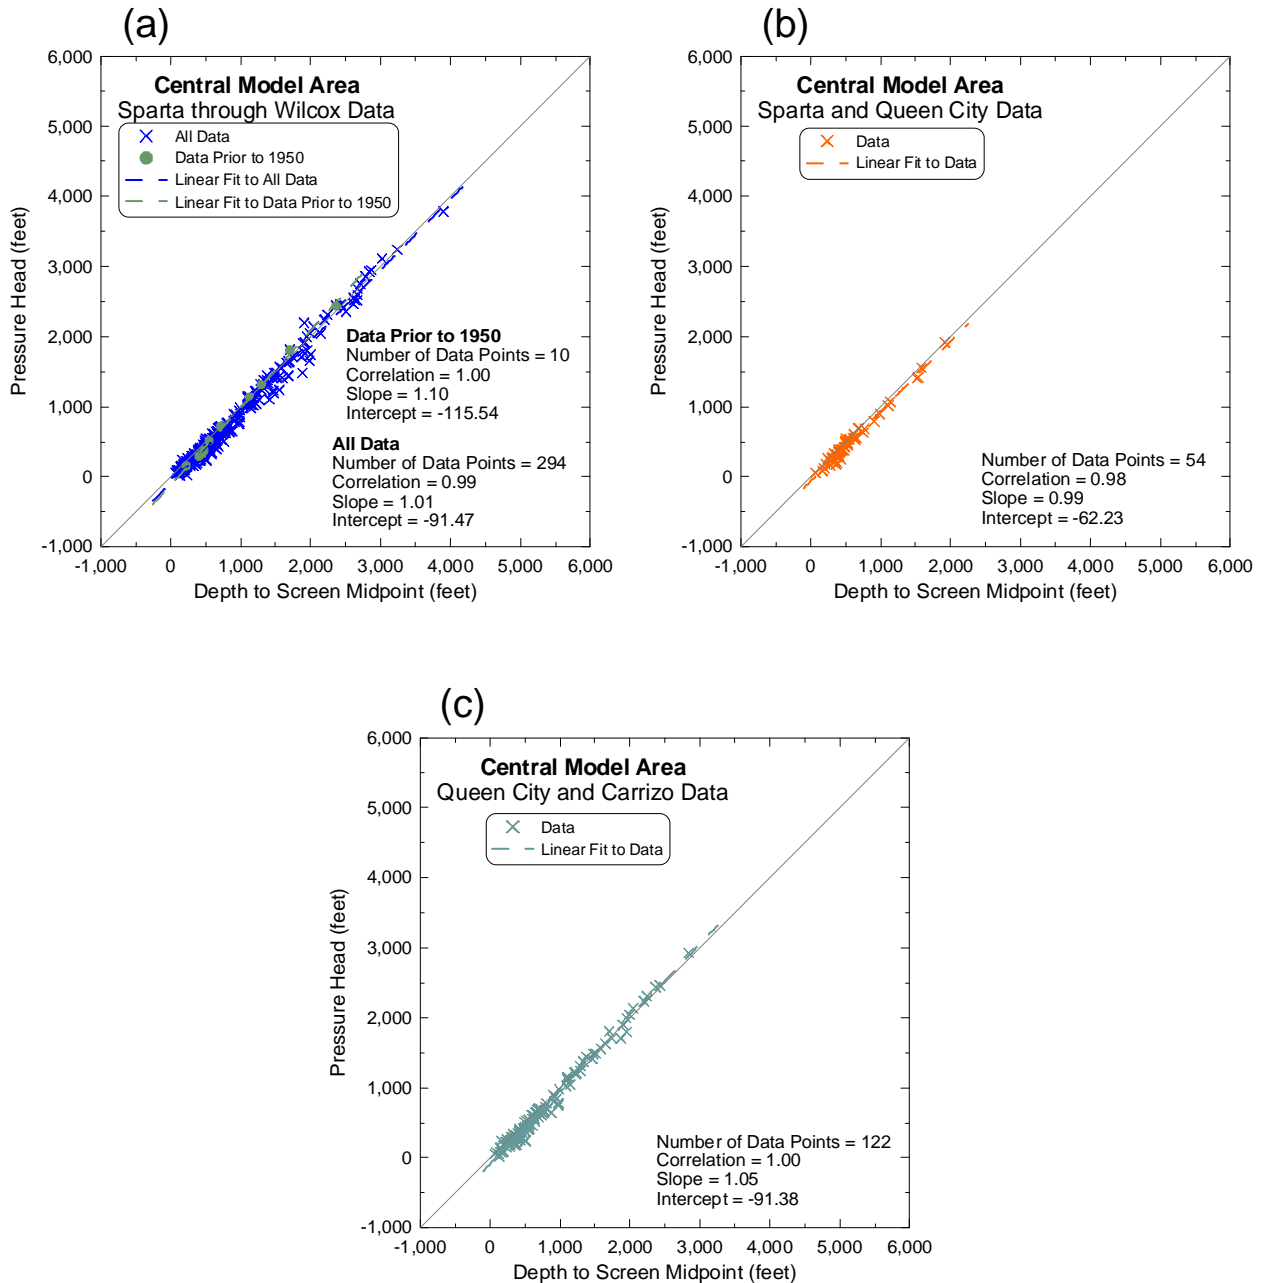 (a)
6,000
5,000
4,000
3,000
2,000
1,000
0
-1,000
Pressure Head (feet)
Central Model Area
Sparta through Wilcox Data
All Data
Data Prior to 1950
Linear Fit to All Data
Linear Fit to Data Prior to 1950
Data Prior to 1950
Number of Data Points = 10
Correlation = 1.00
Slope = 1.10
Intercept = -115.54
All Data
Number of Data Points = 294
Correlation = 0.99
Slope = 1.01
Intercept = -91.47
-1,000 0 1,000 2,000 3,000 4,000 5,000 6,000
Depth to Screen Midpoint (feet)
(b)
6,000
5,000
4,000
3,000
2,000
1,000
0
-1,000
Pressure Head (feet)
Central Model Area
Sparta and Queen City Data
Data
Linear Fit to Data
Number of Data Points = 54
Correlation = 0.98
Slope = 0.99
Intercept = -62.23
-1,000 0 1,000 2,000 3,000 4,000 5,000 6,000
Depth to Screen Midpoint (feet)
(c)
6,000
5,000
4,000
3,000
2,000
1,000
0
-1,000
Pressure Head (feet)
Central Model Area
Queen City and Carrizo Data
Data
Linear Fit to Data
Number of Data Points = 122
Correlation = 1.00
Slope = 1.05
Intercept = -91.38
-1,000 0 1,000 2,000 3,000 4,000 5,000 6,000
Depth to Screen Midpoint (feet)